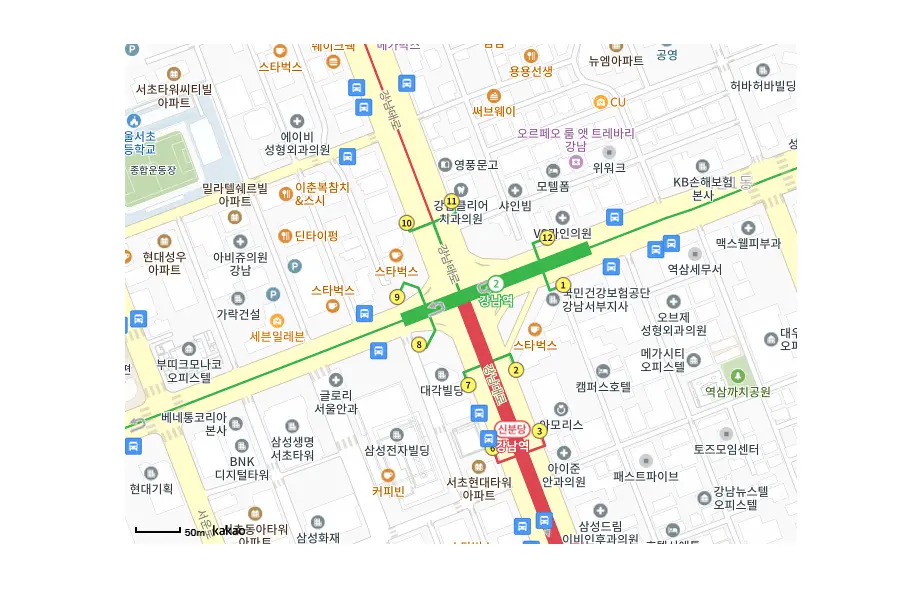 웨이크펙
메가박스
스타벅스
용용선생
뉴엠아파트
공영
P
서초타워씨티빌
아파트
허바허바빌딩
써브웨이
CU
강남대로
에이비
성형외과의원
오르페오 룸 앳 트레바리
강남
종합운동장
영풍문고
위워크
모텔폼
KB손해보험
본사
밀라텔쉐르빌
아파트
이춘복참치
&스시
샤인빔
11
치과의원
10
딘타이펑
12
맥스웰피부과
현대성우
아파트
아비쥬의원
강남
강남대로
스타벅스
P
역삼세무서
2
강남역
1
국민건강보험공단
강남서부지사
스타벅스
9
P
가락건설
오브제
성형외과의원
세븐일레븐
8
스타벅스
메가시티
오피스텔
부띠크모나코
오피스텔
2
7
강남대로
글로리
서울안과
대각빌딩
캠퍼스호텔
역삼까치공원
베네통코리아
본사
삼성생명
서초타워
신분당
강남역
3
아모리스
삼성전자빌딩
토즈모임센터
BNK
디지털타워
현대기획
커피빈
서초현대타워
아파트
아이준
안과의원
패스트파이브
강남뉴스텔
오피스텔
삼성드림
이비인후과의원
서초동아타워
아파트
삼성화재
50m
kakao